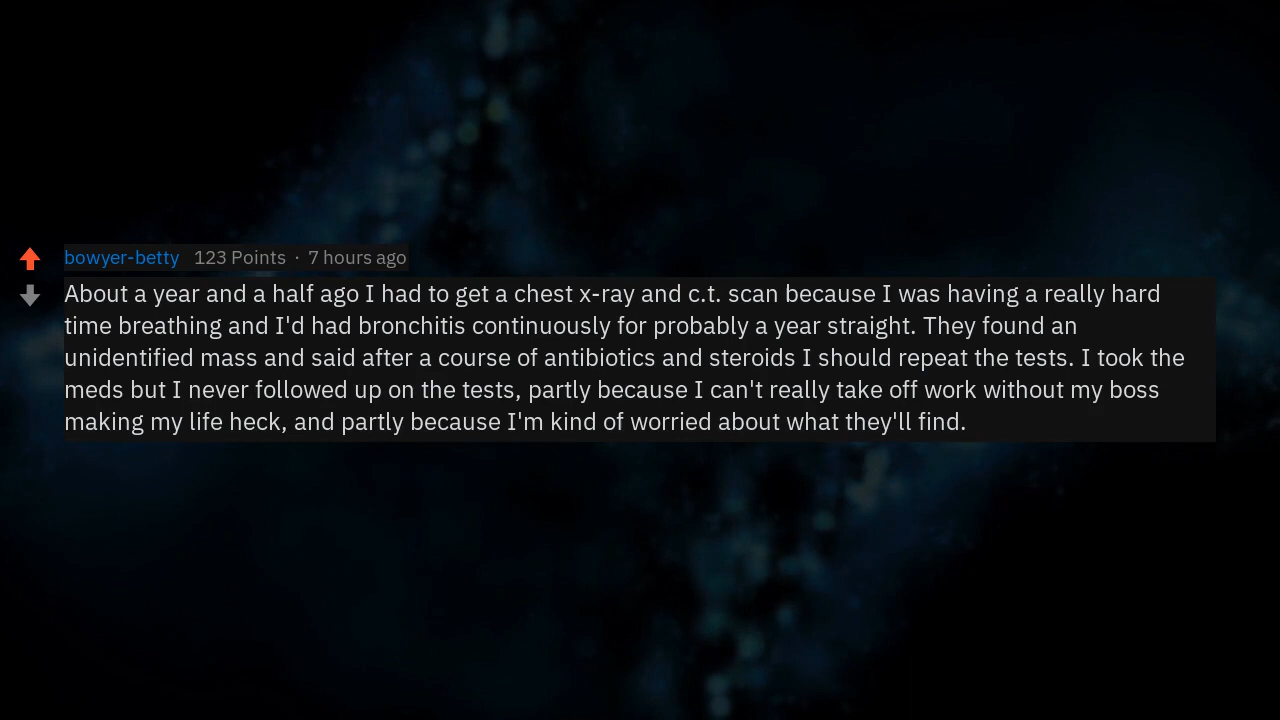 bowyer-betty 123 Points · 7 hours ago
About a year and a half ago I had to get a chest x-ray and c.t. scan because I was having a really hard
time breathing and I'd had bronchitis continuously for probably a year straight. They found an
unidentified mass and said after a course of antibiotics and steroids I should repeat the tests. I took the
meds but I never followed up on the tests, partly because I can't really take off work without my boss
making my life heck, and partly because I'm kind of worried about what they'll find.